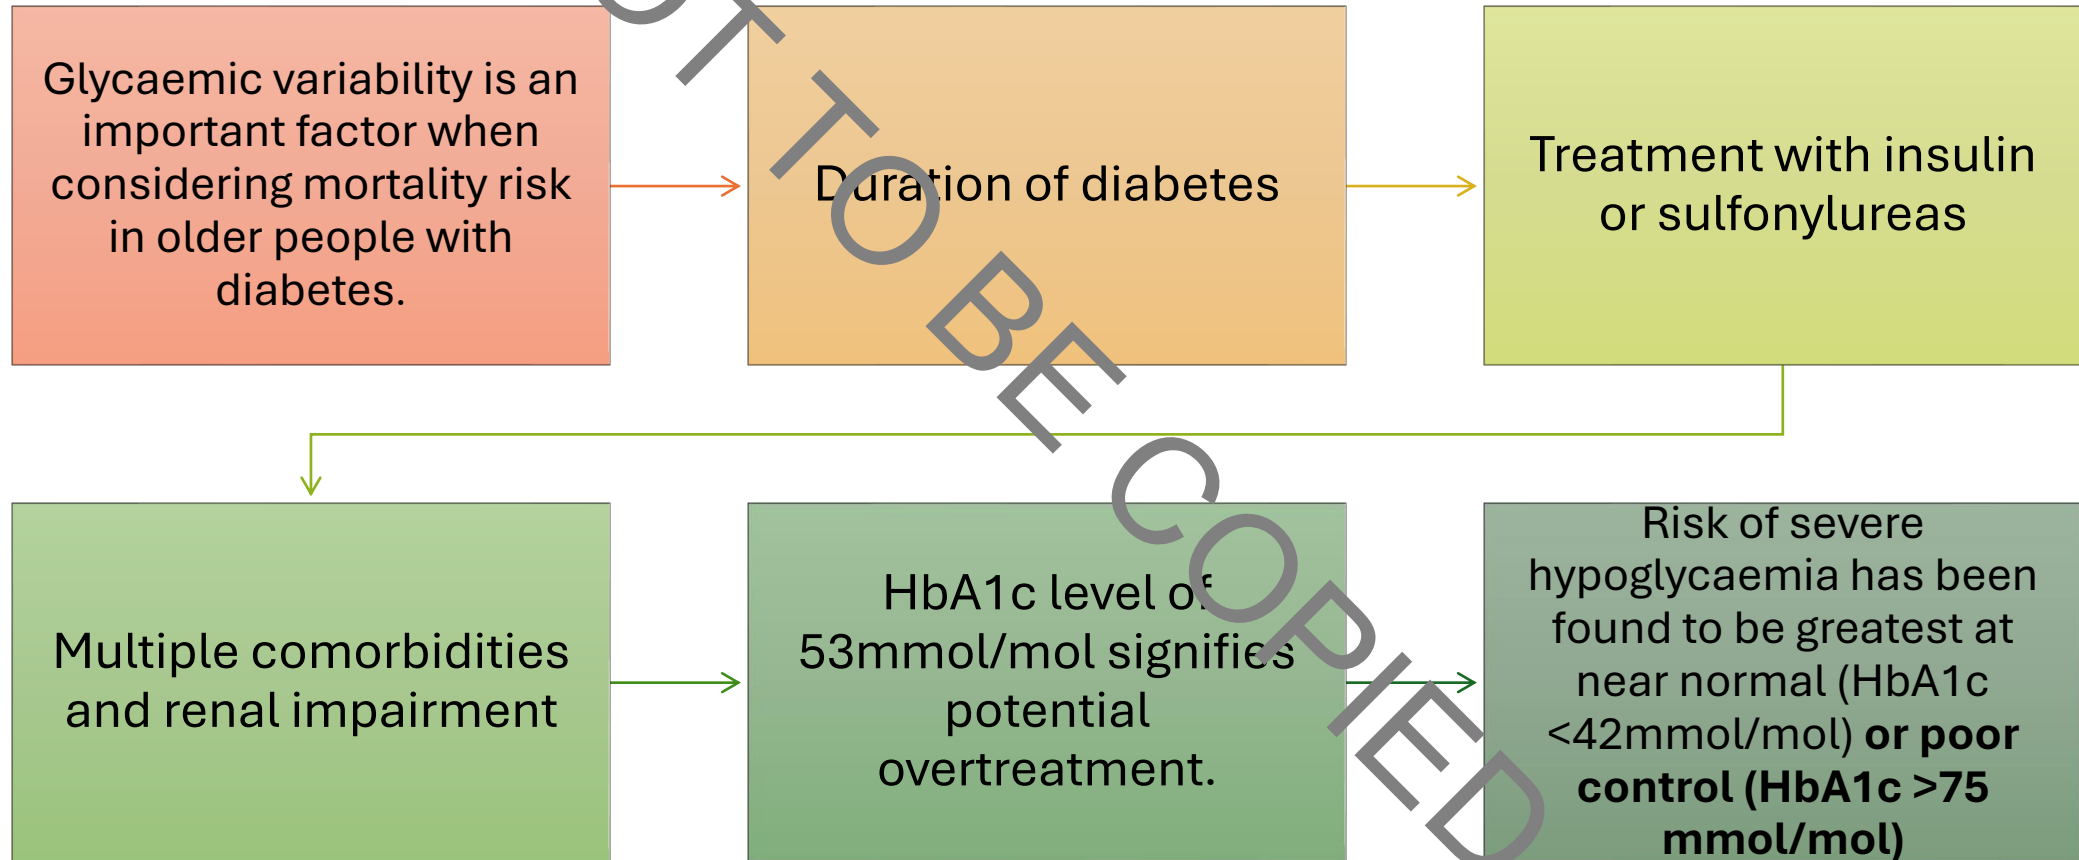 Glycaemic variability is an
important factor when
considering mortality risk
in older people with
diabetes.
Duration of diabetes
Treatment with insulin
or sulfonylureas
Multiple comorbidities
and renal impairment
HbA1c level of
53mmol/mol signifies
potential
overtreatment.
Risk of severe
hypoglycaemia has been
found to be greatest at
near normal (HbA1c
<42mmol/mol) or poor
control (HbA1c >75
mmol/mol)
OT TO BE COPIED